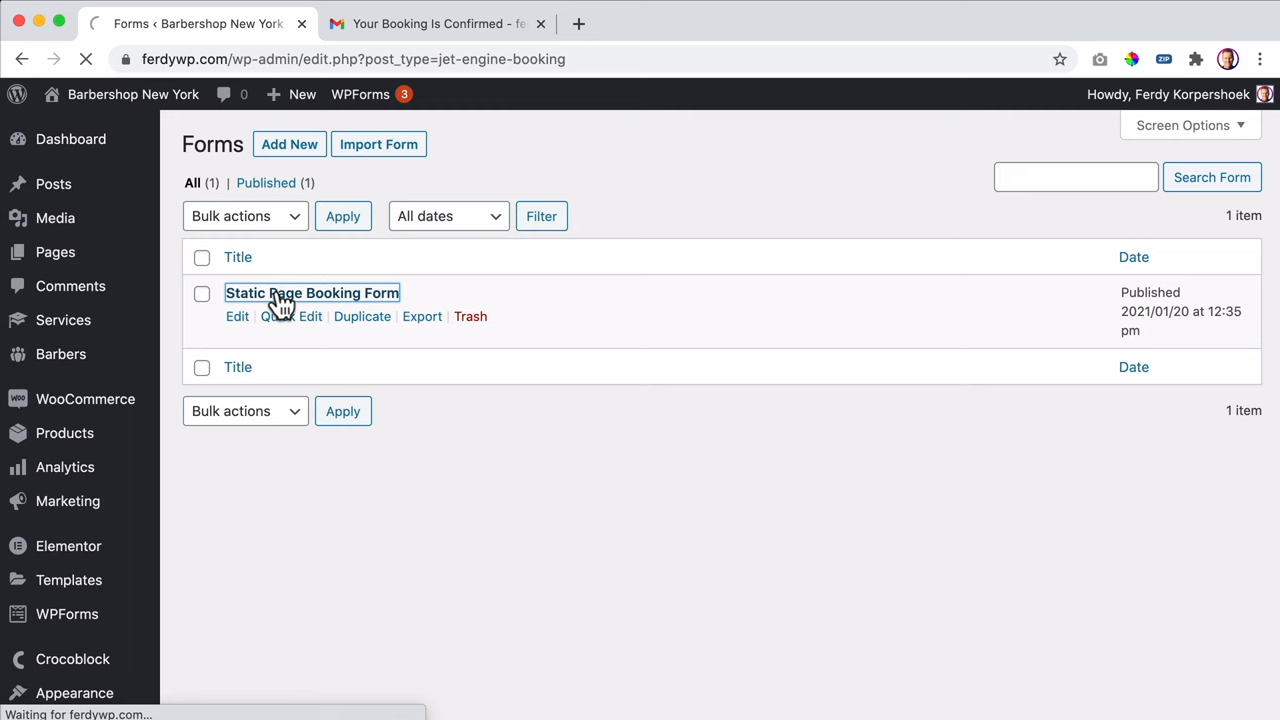 Forms ‹ Barbershop New York
Your Booking Is Confirmed - fe
ferdywp.com/wp-admin/edit.php?post_type=jet-engine-booking
ZIP
Barbershop New York
0
New
WPForms 3
Howdy, Ferdy Korpershoek
Dashboard
Posts
Media
Pages
Comments
Services
Barbers
WooCommerce
Products
Analytics
Marketing
Elementor
Templates
WPForms
Crocoblock
Appearance
Screen Options
Forms
Add New
Import Form
All (1) | Published (1)
Search Form
Bulk actions
Apply
All dates
Filter
1 item
Title
Date
Static Page Booking Form
Edit | Quick Edit | Duplicate | Export | Trash
Published
2021/01/20 at 12:35
pm
Title
Date
Bulk actions
Apply
1 item
Waiting for ferdywp.com...